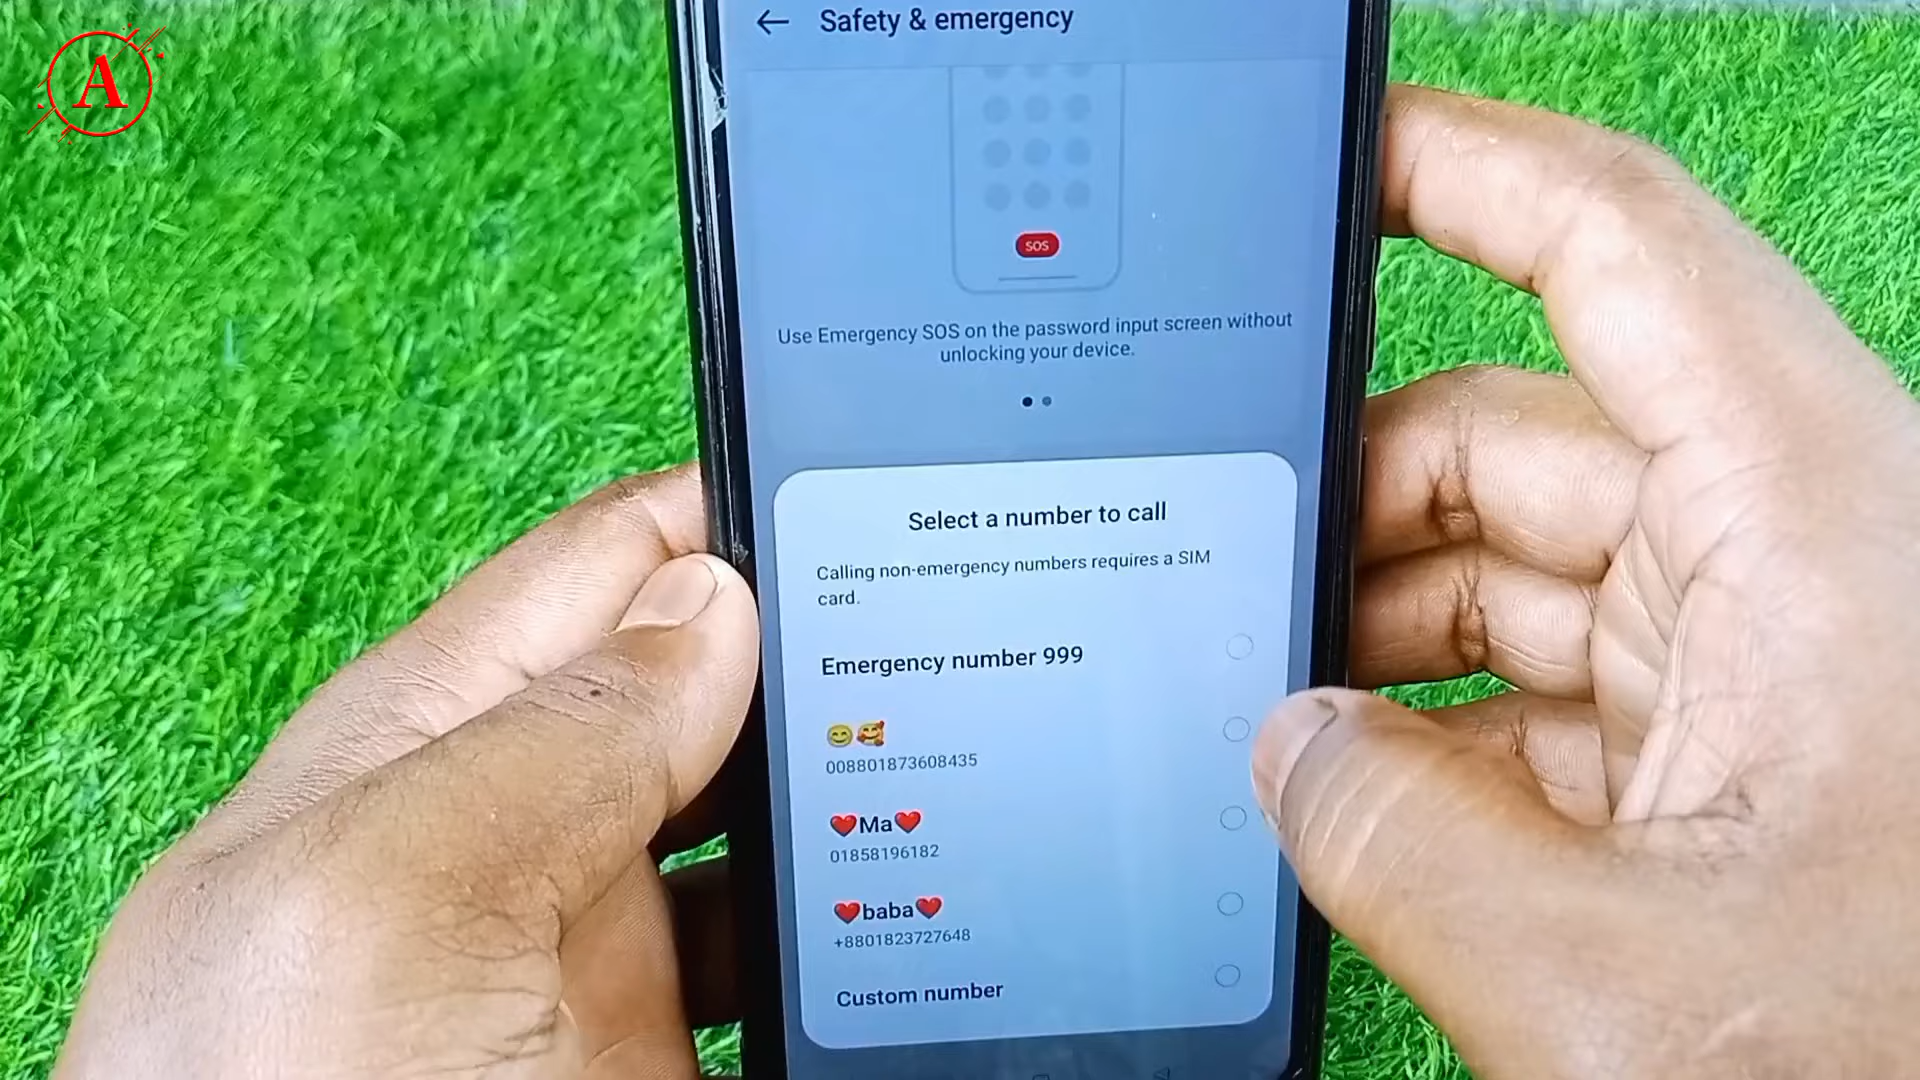 A
Safety & emergency
SOS
Use Emergency SOS on the password input screen without
unlocking your device.
Select a number to call
Calling non-emergency numbers requires a SIM
card.
Emergency number 999
😊🥰
008801873608435
❤️Ma❤️
01858196182
❤️baba❤️
+8801823727648
Custom number